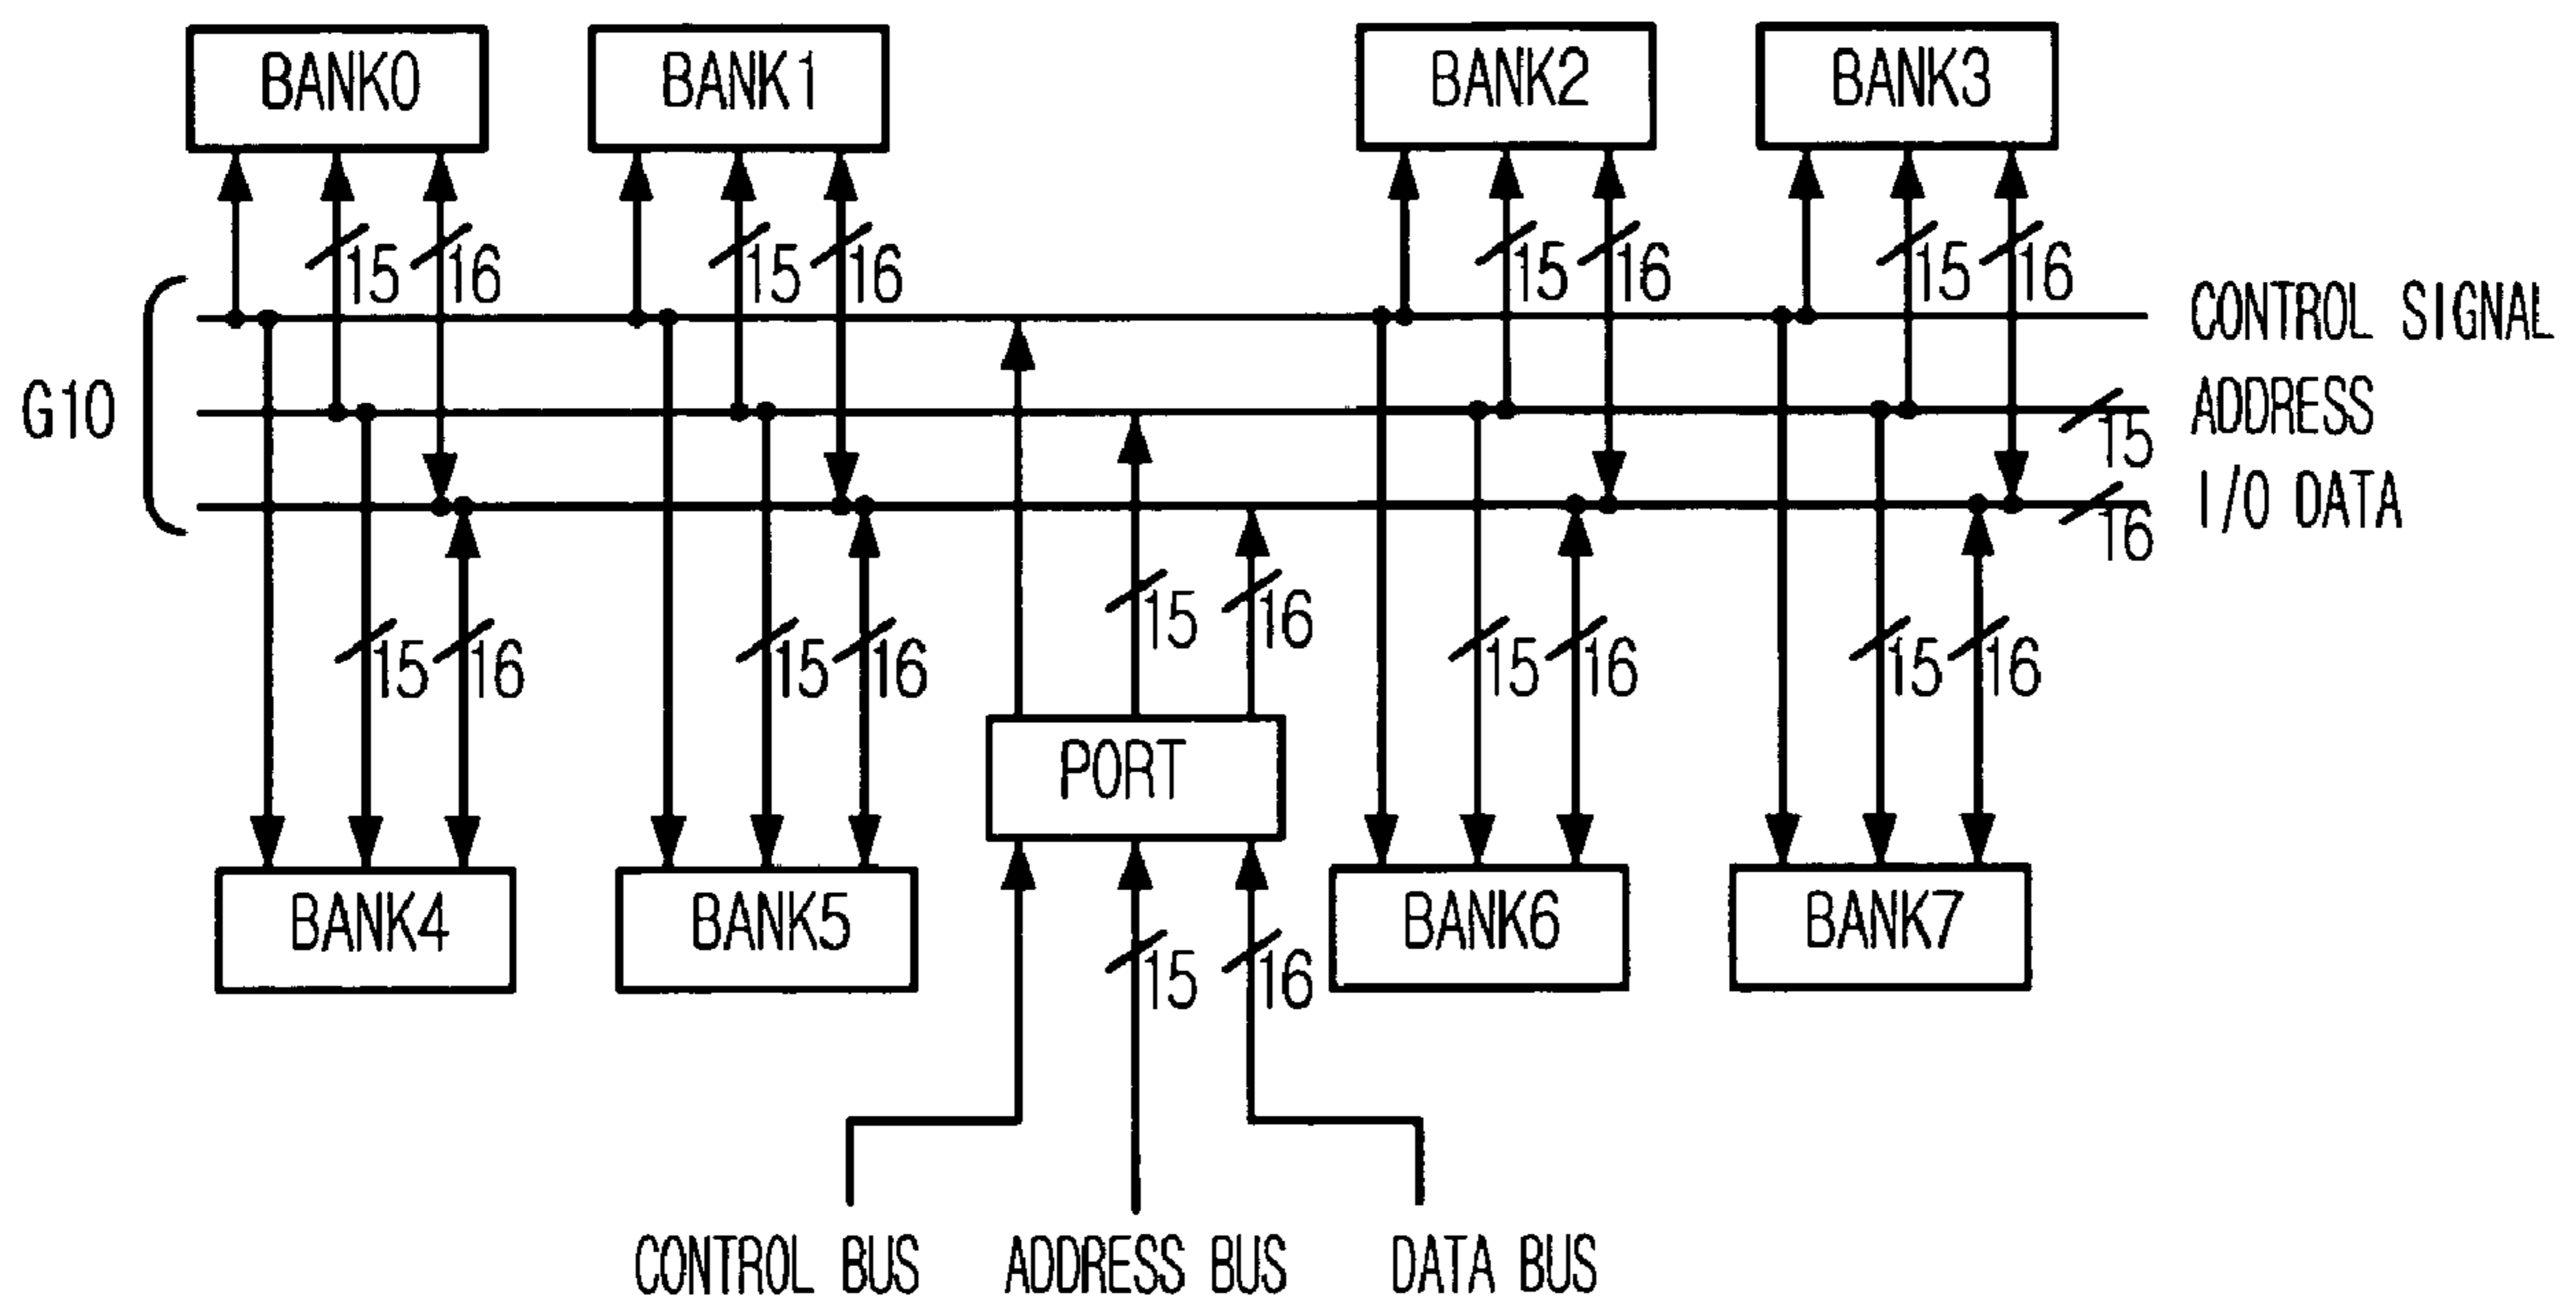 BANK0 BANK1 BANK2 BANK3
15 16 15 16 15 16 15 16
CONTROL SIGNAL
G10 15 ADDRESS
16 I/O DATA
15 16 15 16 15 16 15 16 15 16
PORT
BANK4 BANK5 BANK6 BANK7
15 16
CONTROL BUS ADDRESS BUS DATA BUS